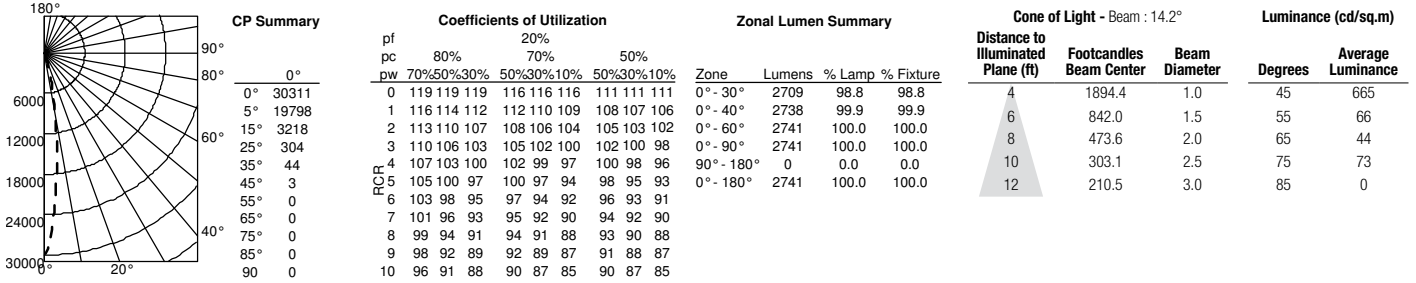 180°
90°
80°
60°
40°
6000
12000
18000
24000
30000
0°
20°
CP Summary
0°
0° 30311
5° 19798
15° 3218
25° 304
35° 44
45° 3
55° 0
65° 0
75° 0
85° 0
90 0
Coefficients of Utilization
pf 20%
pc 80% 70% 50%
pw 70%50%30% 50%30%10% 50%30%10%
RCR
0 119 119 119 116 116 116 111 111 111
1 116 114 112 112 110 109 108 107 106
2 113 110 107 108 106 104 105 103 102
3 110 106 103 105 102 100 102 100 98
4 107 103 100 102 99 97 100 98 96
5 105 100 97 100 97 94 98 95 93
6 103 98 95 97 94 92 96 93 91
7 101 96 93 95 92 90 94 92 90
8 99 94 91 94 91 88 93 90 88
9 98 92 89 92 89 87 91 88 87
10 96 91 88 90 87 85 90 87 85
Zonal Lumen Summary
Zone Lumens % Lamp % Fixture
0°- 30° 2709 98.8 98.8
0°- 40° 2738 99.9 99.9
0°- 60° 2741 100.0 100.0
0°- 90° 2741 100.0 100.0
90°- 180° 0 0.0 0.0
0°- 180° 2741 100.0 100.0
Cone of Light - Beam : 14.2°
Distance to
Illuminated Footcandles Beam
Plane (ft) Beam Center Diameter
4 1894.4 1.0
6 842.0 1.5
8 473.6 2.0
10 303.1 2.5
12 210.5 3.0
Luminance (cd/sq.m)
Average
Degrees Luminance
45 665
55 66
65 44
75 73
85 0